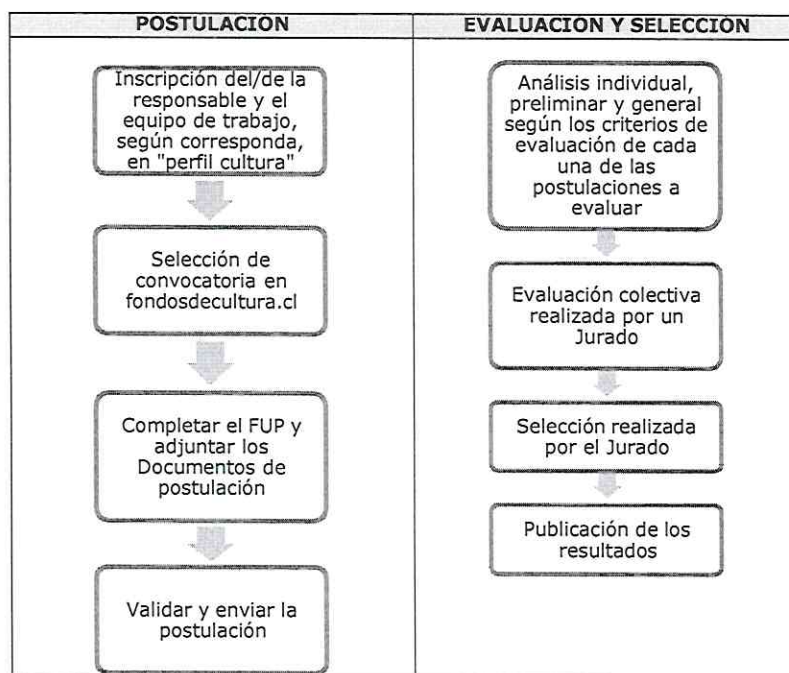 POSTULACIÓN
Inscripción del/de la
responsable y el
equipo de trabajo,
según corresponda,
en "perfil cultura"
Selección de
convocatoria en
fondosdecultura.cl
Completar el FUP y
adjuntar los
Documentos de
postulación
Validar y enviar la
postulación
EVALUACIÓN Y SELECCIÓN
Análisis individual,
preliminar y general
según los criterios de
evaluación de cada
una de las
postulaciones a
evaluar
Evaluación colectiva
realizada por un
Jurado
Selección realizada
por el Jurado
Publicación de los
resultados